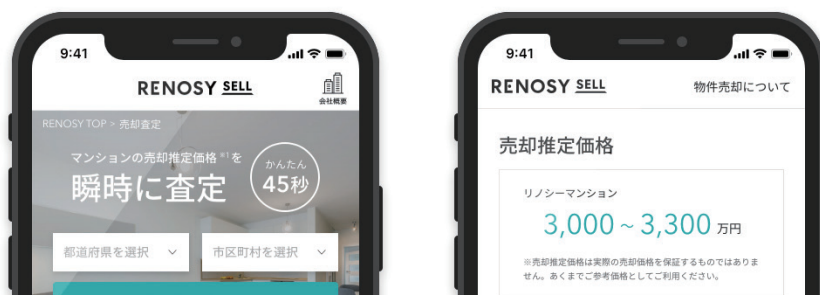 9:41
RENOSY SELL
会社概要
RENOSY TOP > 売却査定
マンションの売却推定価格※1を
瞬時に査定
かんたん
45秒
都道府県を選択
市区町村を選択
9:41
RENOSY SELL
物件売却について
売却推定価格
リノシーマンション
3,000～3,300 万円
※売却推定価格は実際の売却価格を保証するものではありま
せん。あくまでご参考価格としてご利用ください。